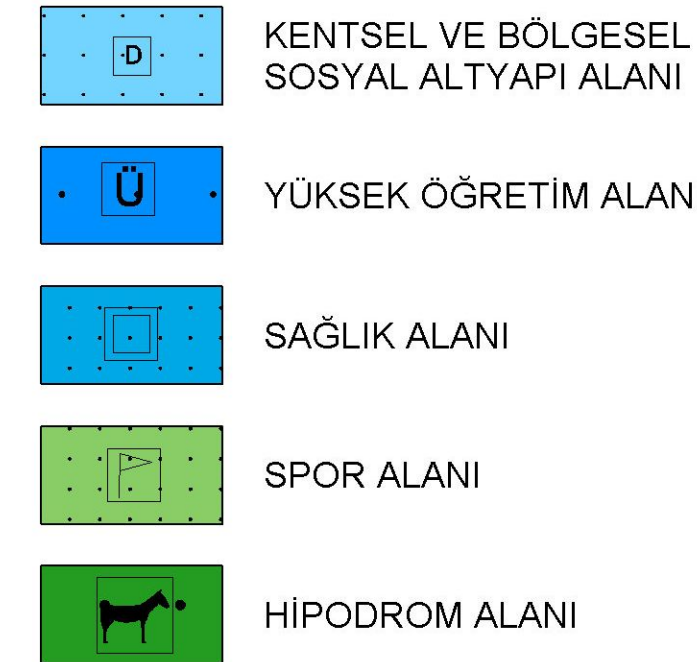 D
KENTSEL VE BÖLGESEL
SOSYAL ALTYAPI ALANI
Ü
YÜKSEK ÖĞRETİM ALAN
SAĞLIK ALANI
SPOR ALANI
HİPODROM ALANI